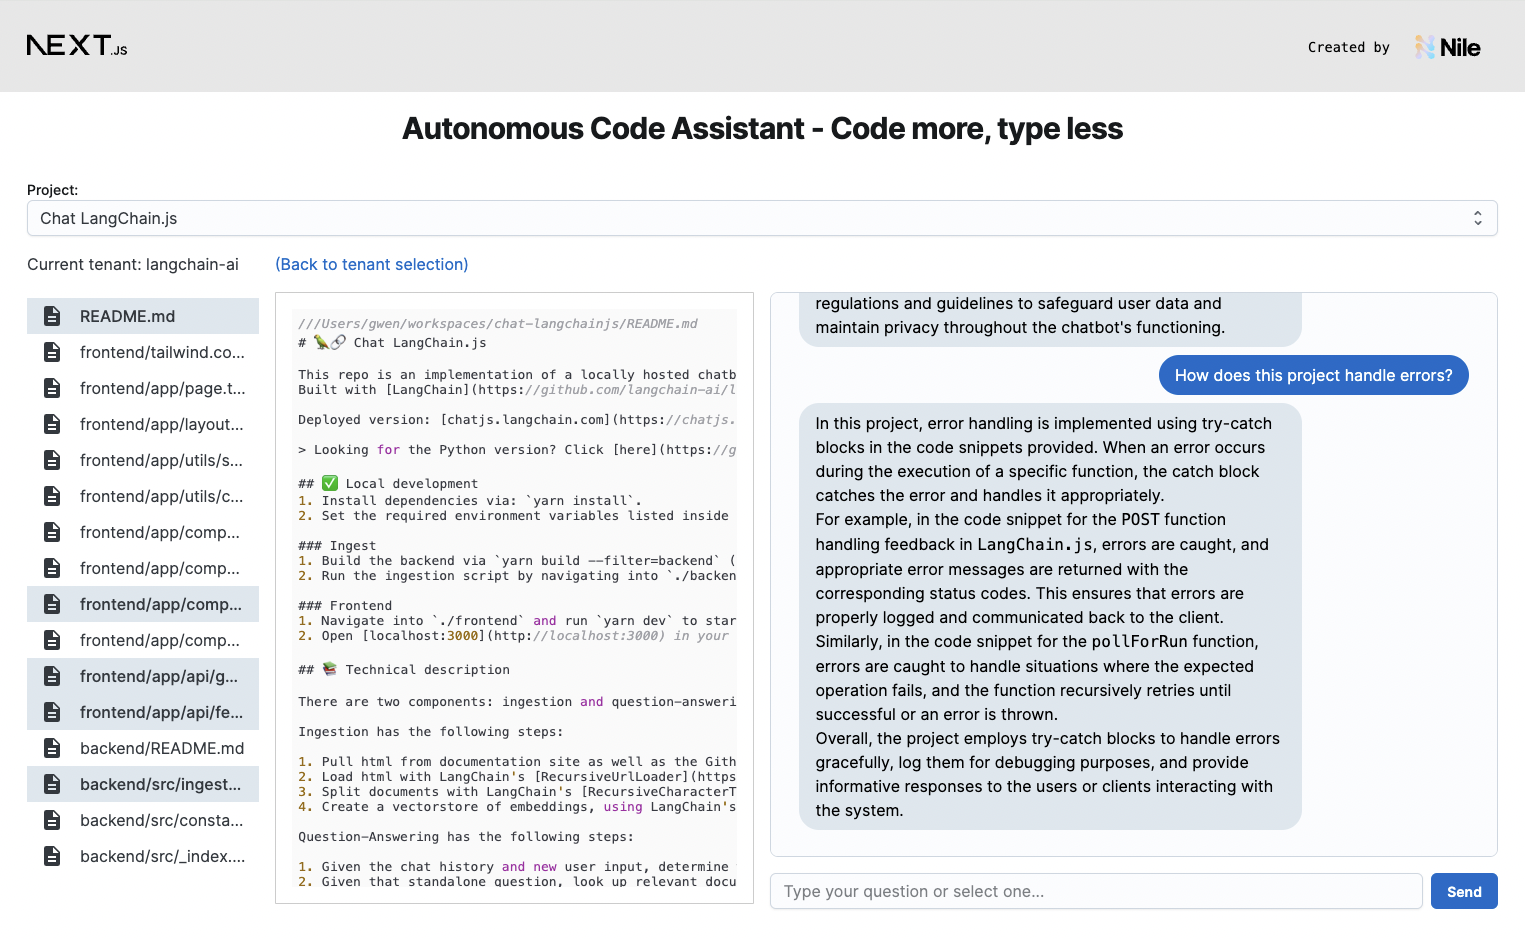 NEXT.JS
Created by
Nile
Autonomous Code Assistant - Code more, type less
Project:
Chat LangChain.js
Current tenant: langchain-ai
(Back to tenant selection)
README.md
frontend/tailwind.co...
frontend/app/page.t...
frontend/app/layout...
frontend/app/utils/s...
frontend/app/utils/c...
frontend/app/comp...
frontend/app/comp...
frontend/app/comp...
frontend/app/comp...
frontend/app/api/g...
frontend/app/api/fe...
backend/README.md
backend/src/ingest...
backend/src/consta...
backend/src/_index....
///Users/gwen/workspaces/chat-langchainjs/README.md
# 🦜🔗 Chat LangChain.js
This repo is an implementation of a locally hosted chatb
Built with [LangChain](https://github.com/langchain-ai/l
Deployed version: [chatjs.langchain.com](https://chatjs.
> Looking for the Python version? Click [here](https://g
## ✅ Local development
1. Install dependencies via: `yarn install`.
2. Set the required environment variables listed inside
### Ingest
1. Build the backend via `yarn build --filter=backend` (
2. Run the ingestion script by navigating into `./backen
### Frontend
1. Navigate into `./frontend` and run `yarn dev` to star
2. Open [localhost:3000](http://localhost:3000) in your
## 📚 Technical description
There are two components: ingestion and question-answeri
Ingestion has the following steps:
1. Pull html from documentation site as well as the Gith
2. Load html with LangChain's [RecursiveUrlLoader](https
3. Split documents with LangChain's [RecursiveCharacterT
4. Create a vectorstore of embeddings, using LangChain's
Question-Answering has the following steps:
1. Given the chat history and new user input, determine
2. Given that standalone question, look up relevant docu
regulations and guidelines to safeguard user data and
maintain privacy throughout the chatbot's functioning.
How does this project handle errors?
In this project, error handling is implemented using try-catch
blocks in the code snippets provided. When an error occurs
during the execution of a specific function, the catch block
catches the error and handles it appropriately.
For example, in the code snippet for the POST function
handling feedback in LangChain.js, errors are caught, and
appropriate error messages are returned with the
corresponding status codes. This ensures that errors are
properly logged and communicated back to the client.
Similarly, in the code snippet for the pollForRun function,
errors are caught to handle situations where the expected
operation fails, and the function recursively retries until
successful or an error is thrown.
Overall, the project employs try-catch blocks to handle errors
gracefully, log them for debugging purposes, and provide
informative responses to the users or clients interacting with
the system.
Type your question or select one...
Send